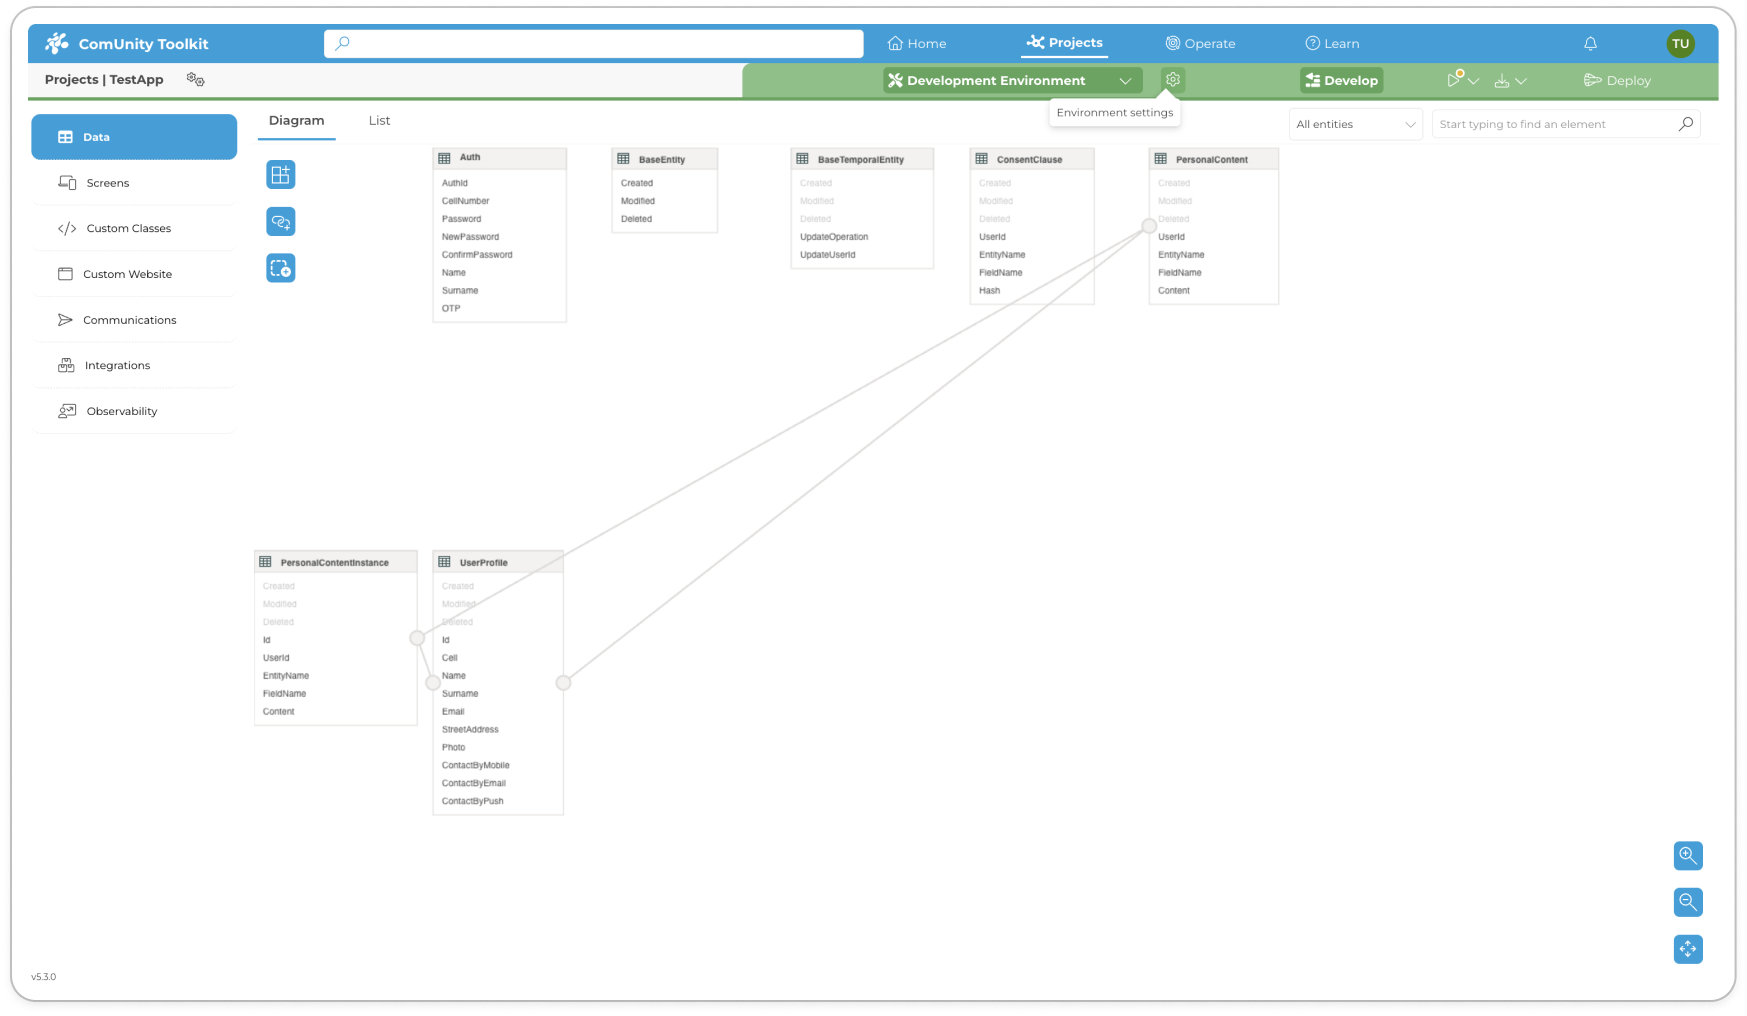 ComUnity Toolkit
Home
Projects
Operate
Learn
TU
Projects | TestApp
Development Environment
Develop
Deploy
Environment settings
Data
Screens
Custom Classes
Custom Website
Communications
Integrations
Observability
Diagram
List
All entities
Start typing to find an element
Auth
AuthId
CellNumber
Password
NewPassword
ConfirmPassword
Name
Surname
OTP
BaseEntity
Created
Modified
Deleted
BaseTemporalEntity
Created
Modified
Deleted
UpdateOperation
UpdateUserId
ConsentClause
Created
Modified
Deleted
UserId
EntityName
FieldName
Hash
PersonalContent
Created
Modified
Deleted
UserId
EntityName
FieldName
Content
PersonalContentInstance
Created
Modified
Deleted
Id
UserId
EntityName
FieldName
Content
UserProfile
Created
Modified
Deleted
Id
Cell
Name
Surname
Email
StreetAddress
Photo
ContactByMobile
ContactByEmail
ContactByPush
v5.3.0